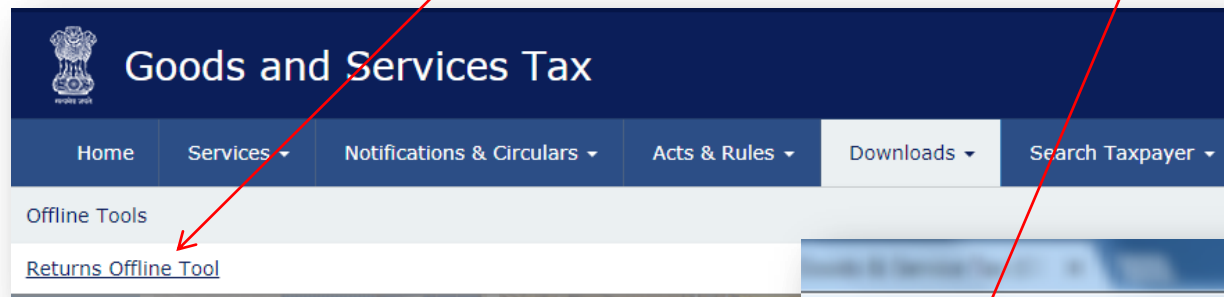 Goods and Services Tax
Home Services Notifications & Circulars Acts & Rules Downloads Search Taxpayer
Offline Tools
Returns Offline Tool